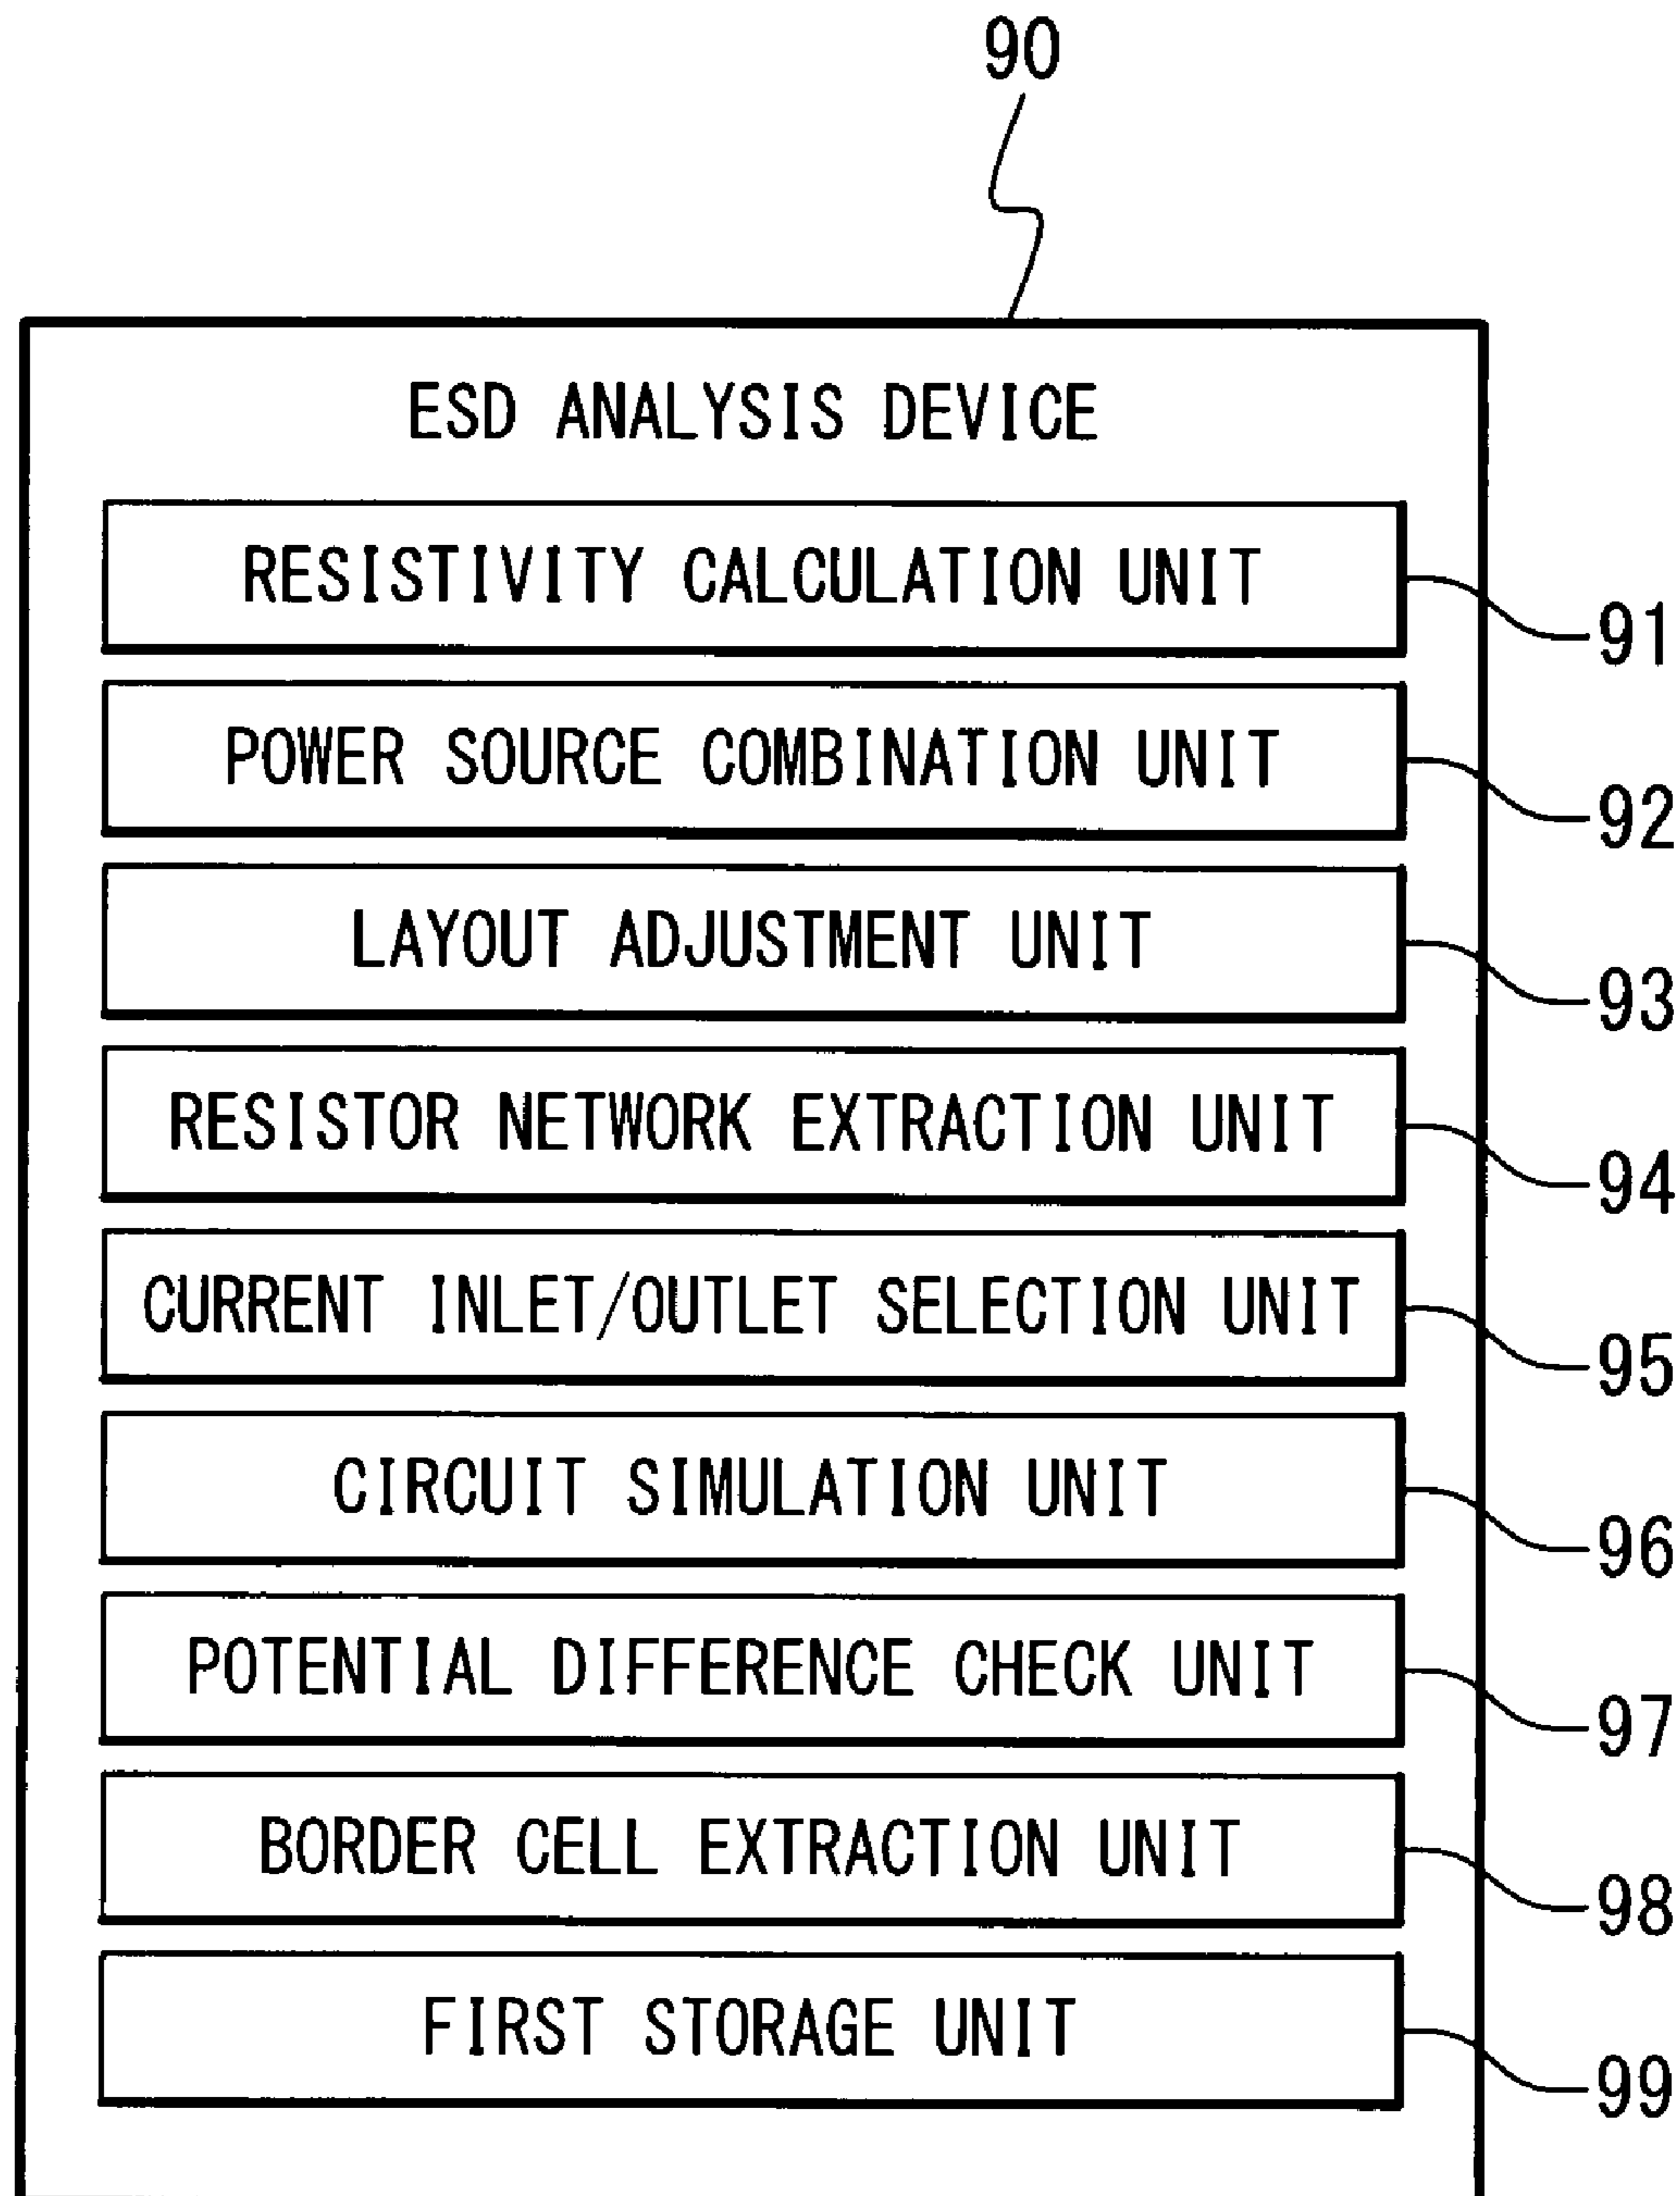 90
ESD ANALYSIS DEVICE
RESISTIVITY CALCULATION UNIT
91
POWER SOURCE COMBINATION UNIT
92
LAYOUT ADJUSTMENT UNIT
93
RESISTOR NETWORK EXTRACTION UNIT
94
CURRENT INLET/OUTLET SELECTION UNIT
95
CIRCUIT SIMULATION UNIT
96
POTENTIAL DIFFERENCE CHECK UNIT
97
BORDER CELL EXTRACTION UNIT
98
FIRST STORAGE UNIT
99